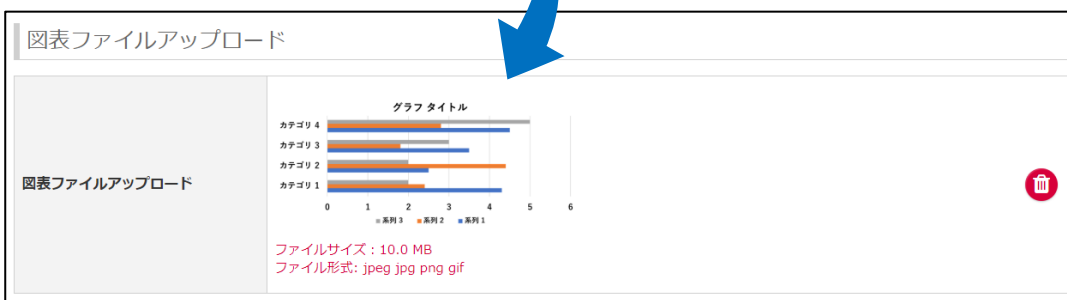 図表ファイルアップロード
図表ファイルアップロード
グラフ タイトル
カテゴリ 4
カテゴリ 3
カテゴリ 2
カテゴリ 1
0 1 2 3 4 5 6
系列 3 系列 2 系列 1
ファイルサイズ : 10.0 MB
ファイル形式: jpeg jpg png gif